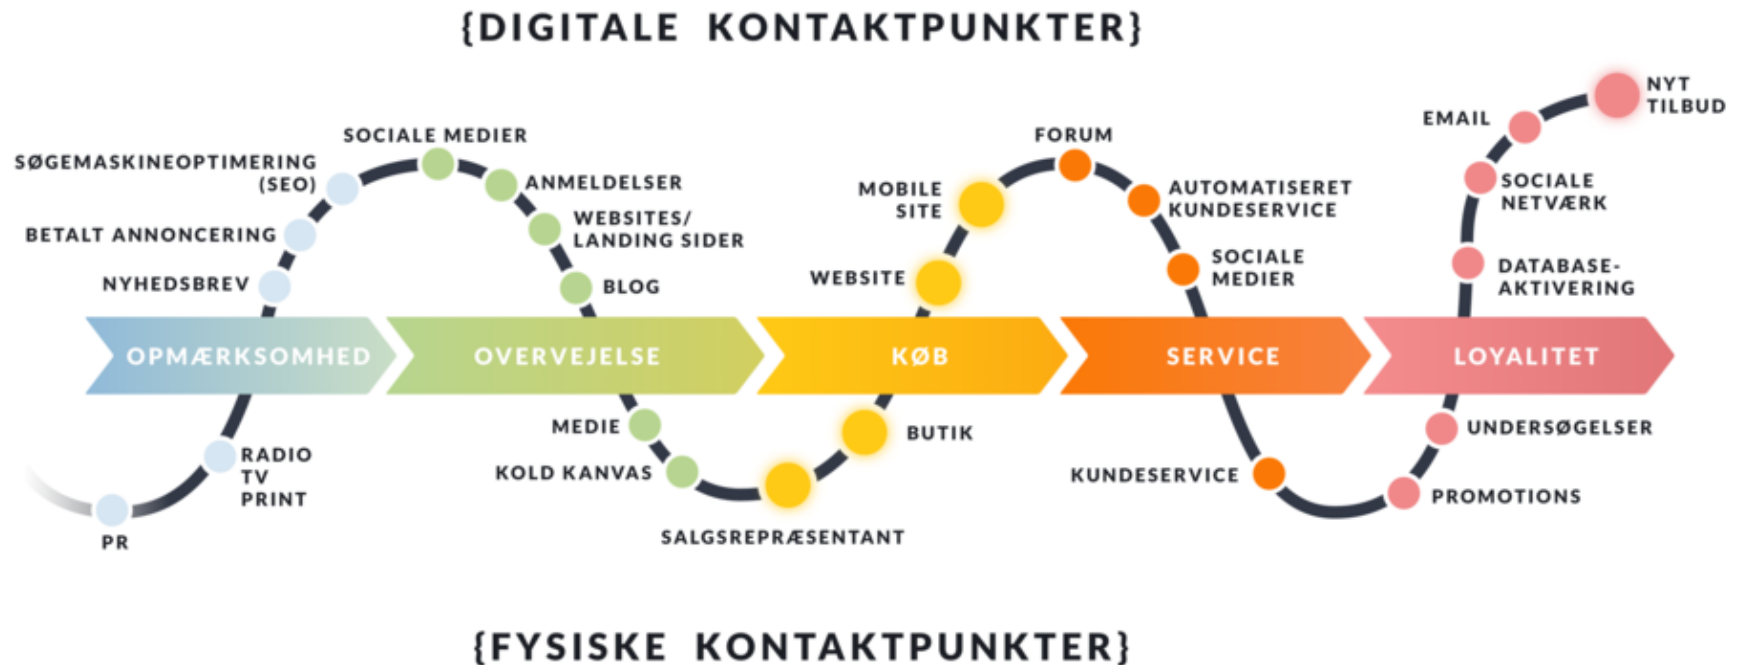 {DIGITALE KONTAKTPUNKTER}
SOCIALE MEDIER
SØGEMASKINEOPTIMERING
(SEO)
BETALT ANNONCERING
NYHEDSBREV
ANMELDELSER
WEBSITES/
LANDING SIDER
BLOG
MOBILE
SITE
WEBSITE
FORUM
AUTOMATISERET
KUNDESERVICE
SOCIALE
MEDIER
NYT
TILBUD
EMAIL
SOCIALE
NETVÆRK
DATABASE-
AKTIVERING
OPMÆRKSOMHED
OVERVEJELSE
KØB
SERVICE
LOYALITET
RADIO
TV
PRINT
PR
MEDIE
KOLD KANVAS
SALGSREPRÆSENTANT
BUTIK
KUNDESERVICE
UNDERSØGELSER
PROMOTIONS
{FYSISKE KONTAKTPUNKTER}